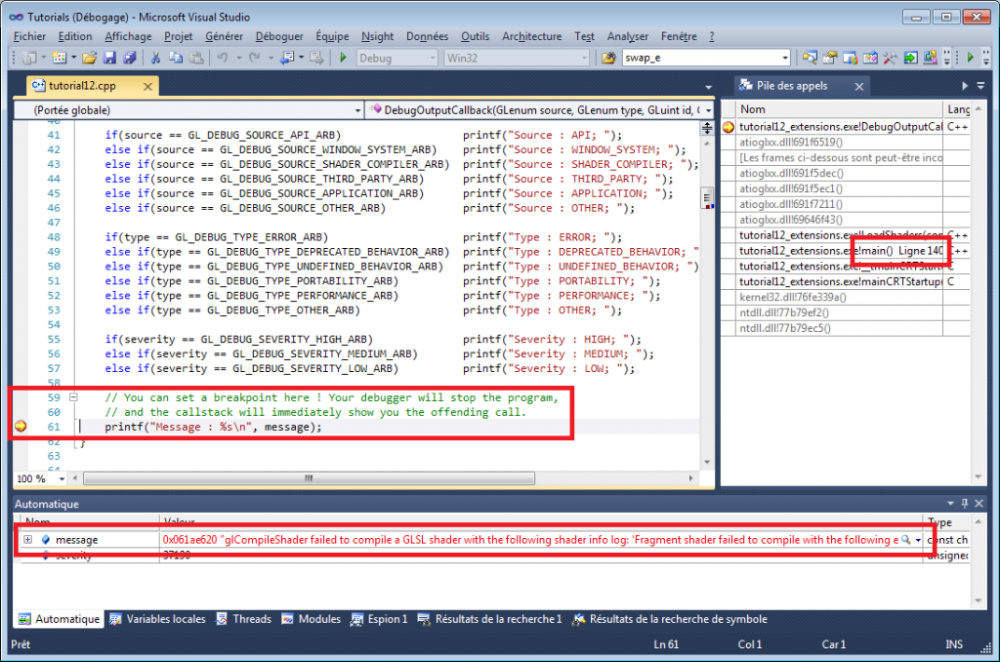 Tutorials (Débogage) - Microsoft Visual Studio
Fichier Edition Affichage Projet Générer Déboguer Équipe Nsight Données Outils Architecture Test Analyser Fenêtre ?
Debug Win32 swap_e
tutorial12.cpp
(Portée globale) DebugOutputCallback(GLenum source, GLenum type, GLuint id, (
41 if(source == GL_DEBUG_SOURCE_API_ARB) printf("Source : API; ");
42 else if(source == GL_DEBUG_SOURCE_WINDOW_SYSTEM_ARB) printf("Source : WINDOW_SYSTEM; ");
43 else if(source == GL_DEBUG_SOURCE_SHADER_COMPILER_ARB) printf("Source : SHADER_COMPILER; ");
44 else if(source == GL_DEBUG_SOURCE_THIRD_PARTY_ARB) printf("Source : THIRD_PARTY; ");
45 else if(source == GL_DEBUG_SOURCE_APPLICATION_ARB) printf("Source : APPLICATION; ");
46 else if(source == GL_DEBUG_SOURCE_OTHER_ARB) printf("Source : OTHER; ");
47
48 if(type == GL_DEBUG_TYPE_ERROR_ARB) printf("Type : ERROR; ");
49 else if(type == GL_DEBUG_TYPE_DEPRECATED_BEHAVIOR_ARB) printf("Type : DEPRECATED_BEHAVIOR; "
50 else if(type == GL_DEBUG_TYPE_UNDEFINED_BEHAVIOR_ARB) printf("Type : UNDEFINED_BEHAVIOR; ")
51 else if(type == GL_DEBUG_TYPE_PORTABILITY_ARB) printf("Type : PORTABILITY; ");
52 else if(type == GL_DEBUG_TYPE_PERFORMANCE_ARB) printf("Type : PERFORMANCE; ");
53 else if(type == GL_DEBUG_TYPE_OTHER_ARB) printf("Type : OTHER; ");
54
55 if(severity == GL_DEBUG_SEVERITY_HIGH_ARB) printf("Severity : HIGH; ");
56 else if(severity == GL_DEBUG_SEVERITY_MEDIUM_ARB) printf("Severity : MEDIUM; ");
57 else if(severity == GL_DEBUG_SEVERITY_LOW_ARB) printf("Severity : LOW; ");
58
59 // You can set a breakpoint here ! Your debugger will stop the program,
60 // and the callstack will immediately show you the offending call.
61 printf("Message : %s\n", message);
62 }
63
100 %
Pile des appels
Nom Lang
tutorial12_extensions.exe!DebugOutputCal C++
atioglxx.dll!691f6519()
[Les frames ci-dessous sont peut-être inco
atioglxx.dll!691f5dec()
atioglxx.dll!691f5ec1()
atioglxx.dll!691f7211()
atioglxx.dll!69646f43()
tutorial12_extensions.exe!LoadShaders(con C++
tutorial12_extensions.exe!main() Ligne 140 C++
tutorial12_extensions.exe!__tmainCRTStart C
tutorial12_extensions.exe!mainCRTStartup( C
kernel32.dll!76fe339a()
ntdll.dll!77b79ef2()
ntdll.dll!77b79ec5()
Automatique
Nom Valeur Type
message 0x061ae620 "glCompileShader failed to compile a GLSL shader with the following shader info log: 'Fragment shader failed to compile with the following e const ch
severity 37190 unsigned
Automatique Variables locales Threads Modules Espion 1 Résultats de la recherche 1 Résultats de la recherche de symbole
Prêt Ln 61 Col 1 Car 1 INS